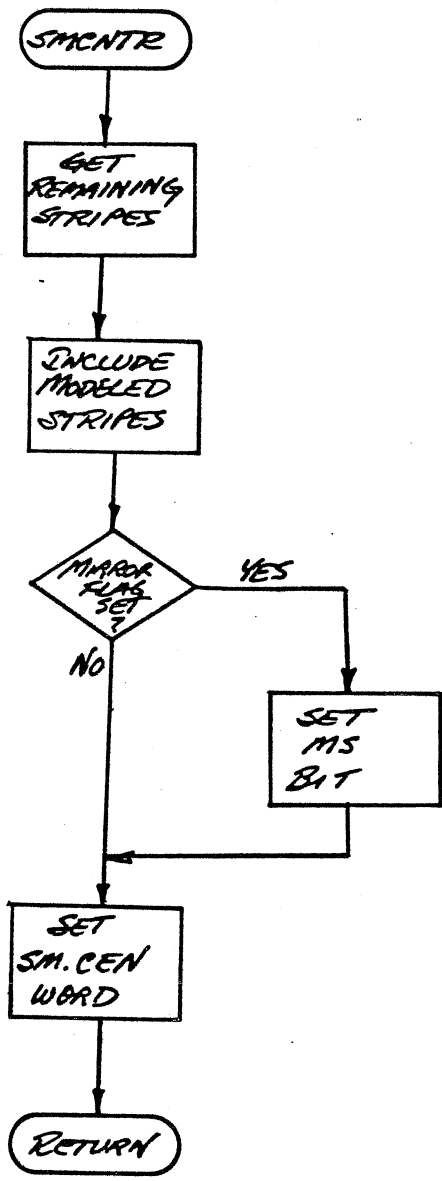 SMCNTR
GET
REMAINING
STRIPES
INCLUDE
MODELED
STRIPES
MIRROR
FLAG
SET
?
YES
NO
SET
MS
BIT
SET
SM.CEN
WORD
RETURN